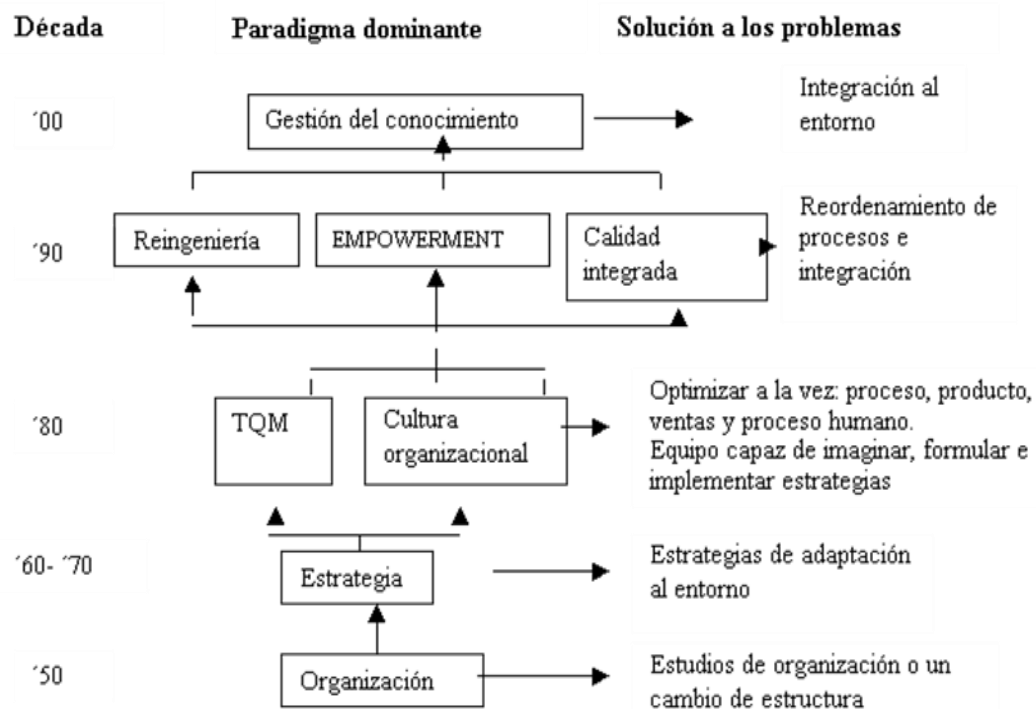 Década Paradigma dominante Solución a los problemas
´00 Gestión del conocimiento Integración al
entorno
´90 Reingeniería EMPOWERMENT Calidad
integrada
Reordenamiento de
procesos e
integración
´80 TQM Cultura
organizacional
Optimizar a la vez: proceso, producto,
ventas y proceso humano.
Equipo capaz de imaginar, formular e
implementar estrategias
´60- ´70 Estrategia Estrategias de adaptación
al entorno
´50 Organización Estudios de organización o un
cambio de estructura